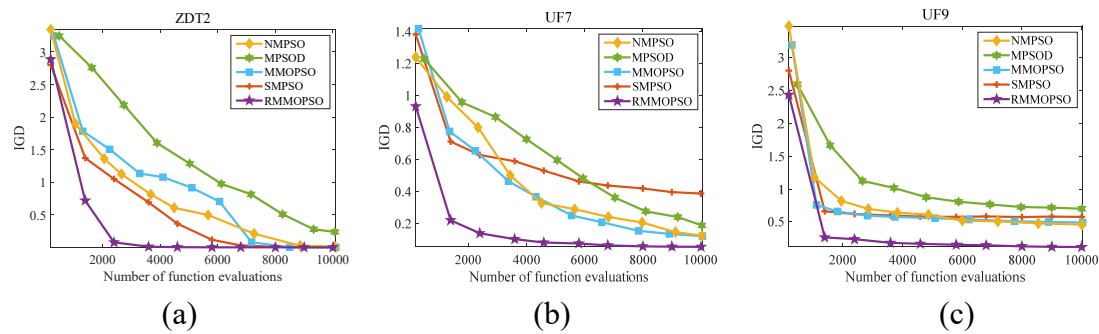 ZDT2
IGD
3
2.5
2
1.5
1
0.5
2000 4000 6000 8000 10000
Number of function evaluations
NMPSO
MPSOD
MMOPSO
SMPSO
RMMOPSO
(a)
UF7
IGD
1.4
1.2
1
0.8
0.6
0.4
0.2
2000 4000 6000 8000 10000
Number of function evaluations
NMPSO
MPSOD
MMOPSO
SMPSO
RMMOPSO
(b)
UF9
IGD
3
2.5
2
1.5
1
0.5
2000 4000 6000 8000 10000
Number of function evaluations
NMPSO
MPSOD
MMOPSO
SMPSO
RMMOPSO
(c)